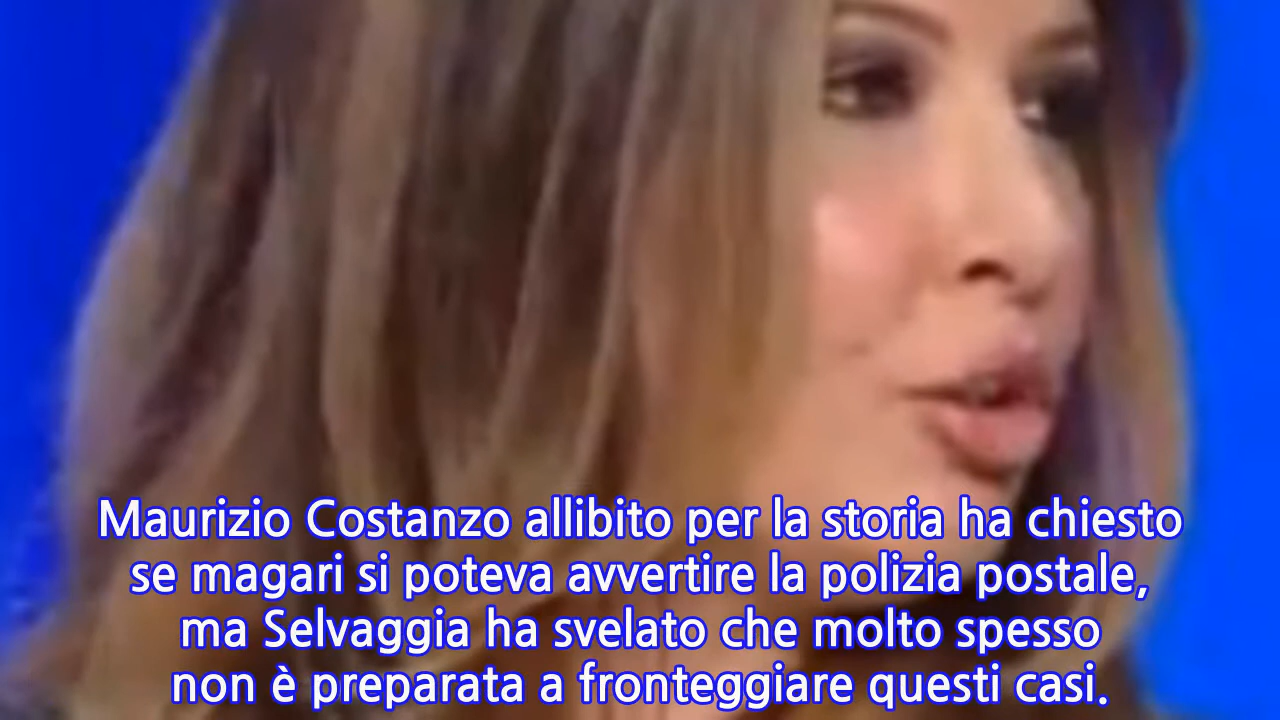 Maurizio Costanzo allibito per la storia ha chiesto
se magari si poteva avvertire la polizia postale,
ma Selvaggia ha svelato che molto spesso
non è preparata a fronteggiare questi casi.